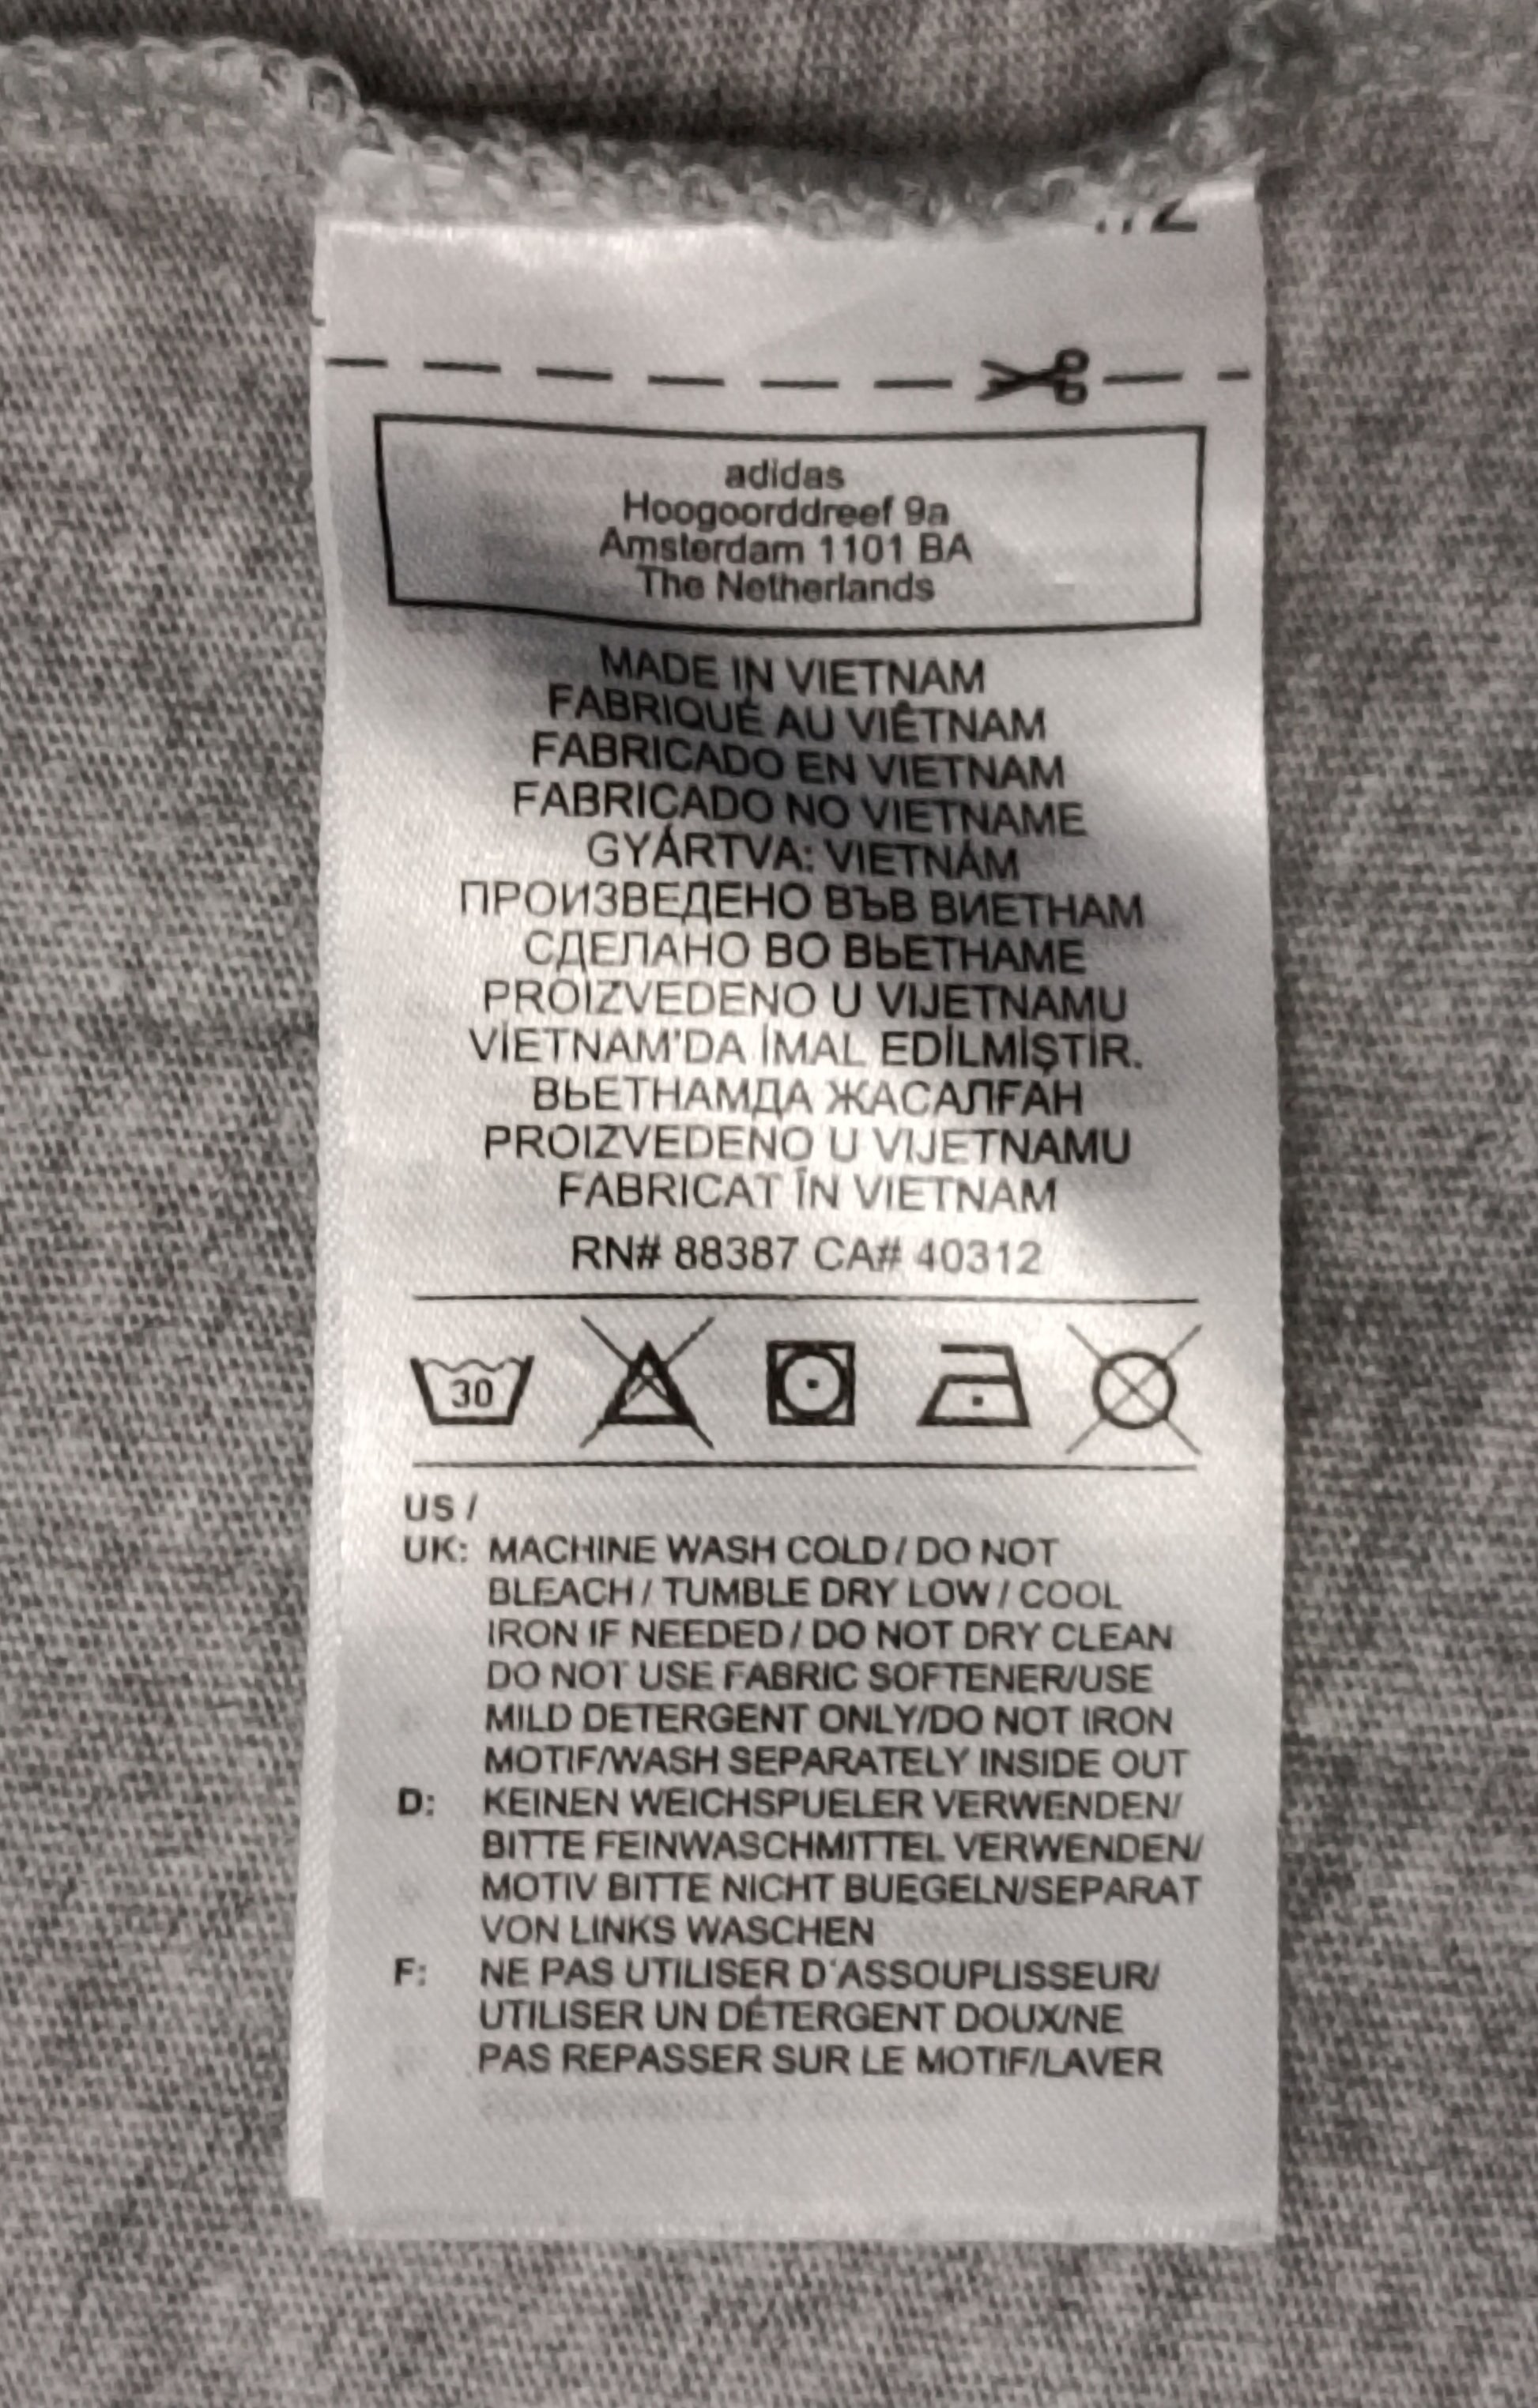 adidas
Hoogoorddreef 9a
Amsterdam 1101 BA
The Netherlands
MADE IN VIETNAM
FABRIQUÉ AU VIÊTNAM
FABRICADO EN VIETNAM
FABRICADO NO VIETNAME
GYÁRTVA: VIETNÁM
ПРОИЗВЕДЕНО ВЪВ ВИЕТНАМ
СДЕЛАНО ВО ВЬЕТНАМЕ
PROIZVEDENO U VIJETNAMU
VİETNAM'DA İMAL EDİLMİŞTİR.
ВЬЕТНАМДА ЖАСАЛҒАН
PROIZVEDENO U VIJETNAMU
FABRICAT ÎN VIETNAM
RN# 88387 CA# 40312
30
US /
UK: MACHINE WASH COLD / DO NOT
BLEACH / TUMBLE DRY LOW / COOL
IRON IF NEEDED / DO NOT DRY CLEAN
DO NOT USE FABRIC SOFTENER/USE
MILD DETERGENT ONLY/DO NOT IRON
MOTIF/WASH SEPARATELY INSIDE OUT
D: KEINEN WEICHSPUELER VERWENDEN/
BITTE FEINWASCHMITTEL VERWENDEN/
MOTIV BITTE NICHT BUEGELN/SEPARAT
VON LINKS WASCHEN
F: NE PAS UTILISER D'ASSOUPLISSEUR/
UTILISER UN DÉTERGENT DOUX/NE
PAS REPASSER SUR LE MOTIF/LAVER